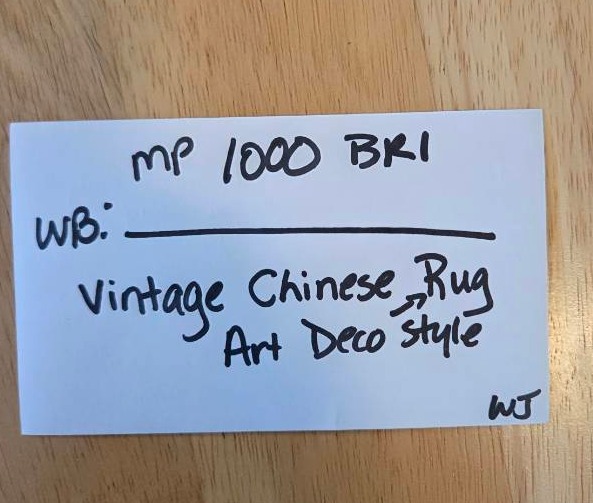 MP 1000 BRI
WB:
Vintage Chinese Rug
Art Deco Style
WJ